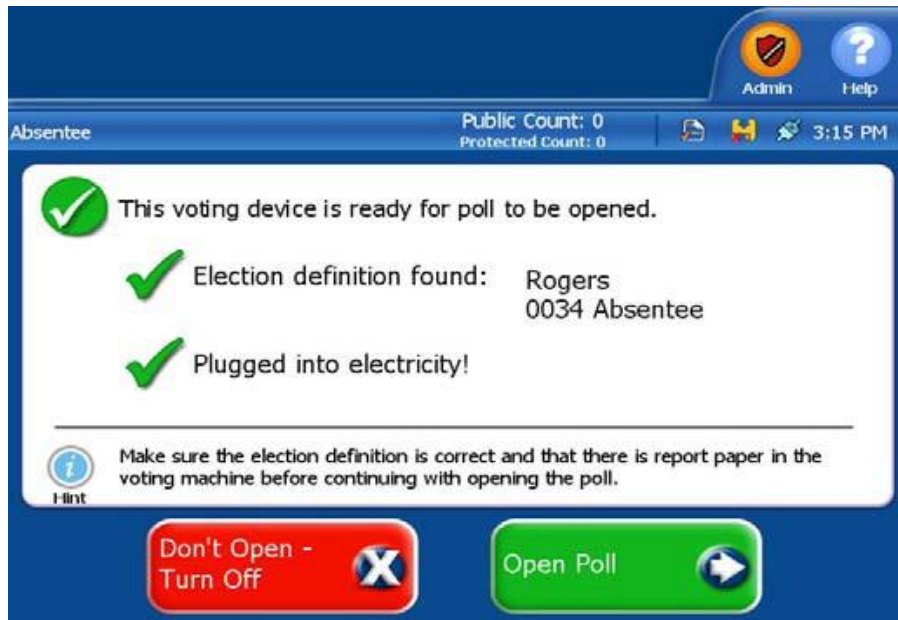 Admin
Help
Absentee
Public Count: 0
Protected Count: 0
3:15 PM
This voting device is ready for poll to be opened.
Election definition found:
Rogers
0034 Absentee
Plugged into electricity!
Hint
Make sure the election definition is correct and that there is report paper in the
voting machine before continuing with opening the poll.
Don't Open -
Turn Off
Open Poll